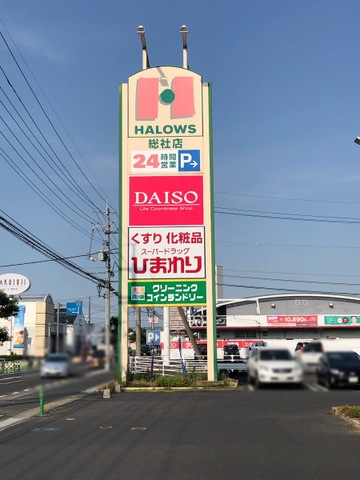 HALOWS
総社店
24時間営業 P
DAISO
Life Coordinate Shop
くすり 化粧品
スーパードラッグ
ひまわり
クリーニング
コインランドリー
P
10,890